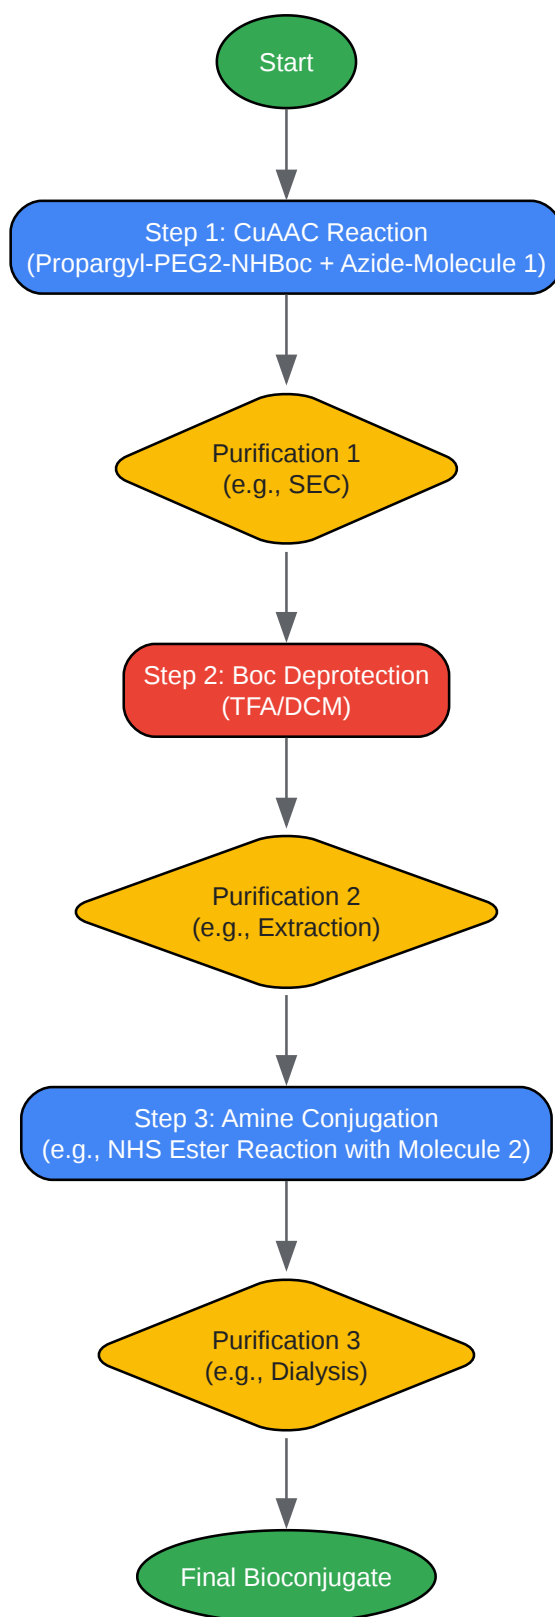 Start
Step 1: CuAAC Reaction
(Propargyl-PEG2-NHBoc + Azide-Molecule 1)
Purification 1
(e.g., SEC)
Step 2: Boc Deprotection
(TFA/DCM)
Purification 2
(e.g., Extraction)
Step 3: Amine Conjugation
(e.g., NHS Ester Reaction with Molecule 2)
Purification 3
(e.g., Dialysis)
Final Bioconjugate